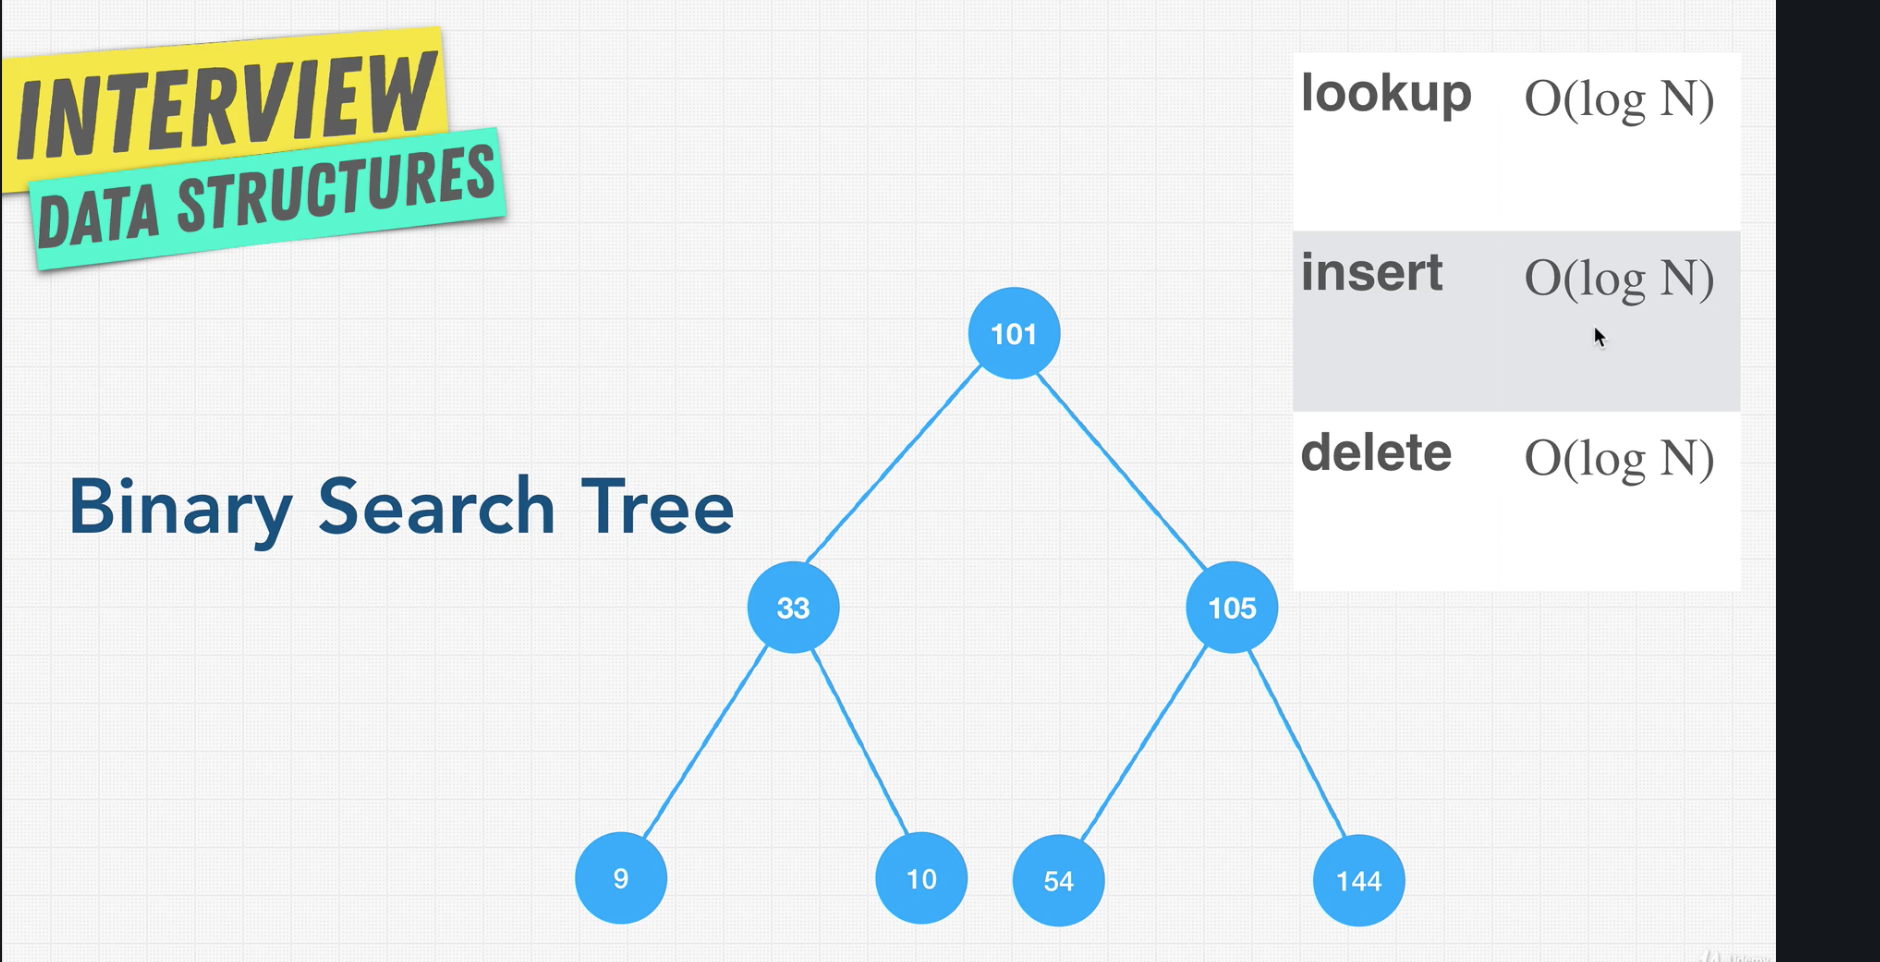 INTERVIEW
DATA STRUCTURES
lookup O(log N)
insert O(log N)
delete O(log N)
Binary Search Tree
101
33 105
9 10 54 144
Udemy